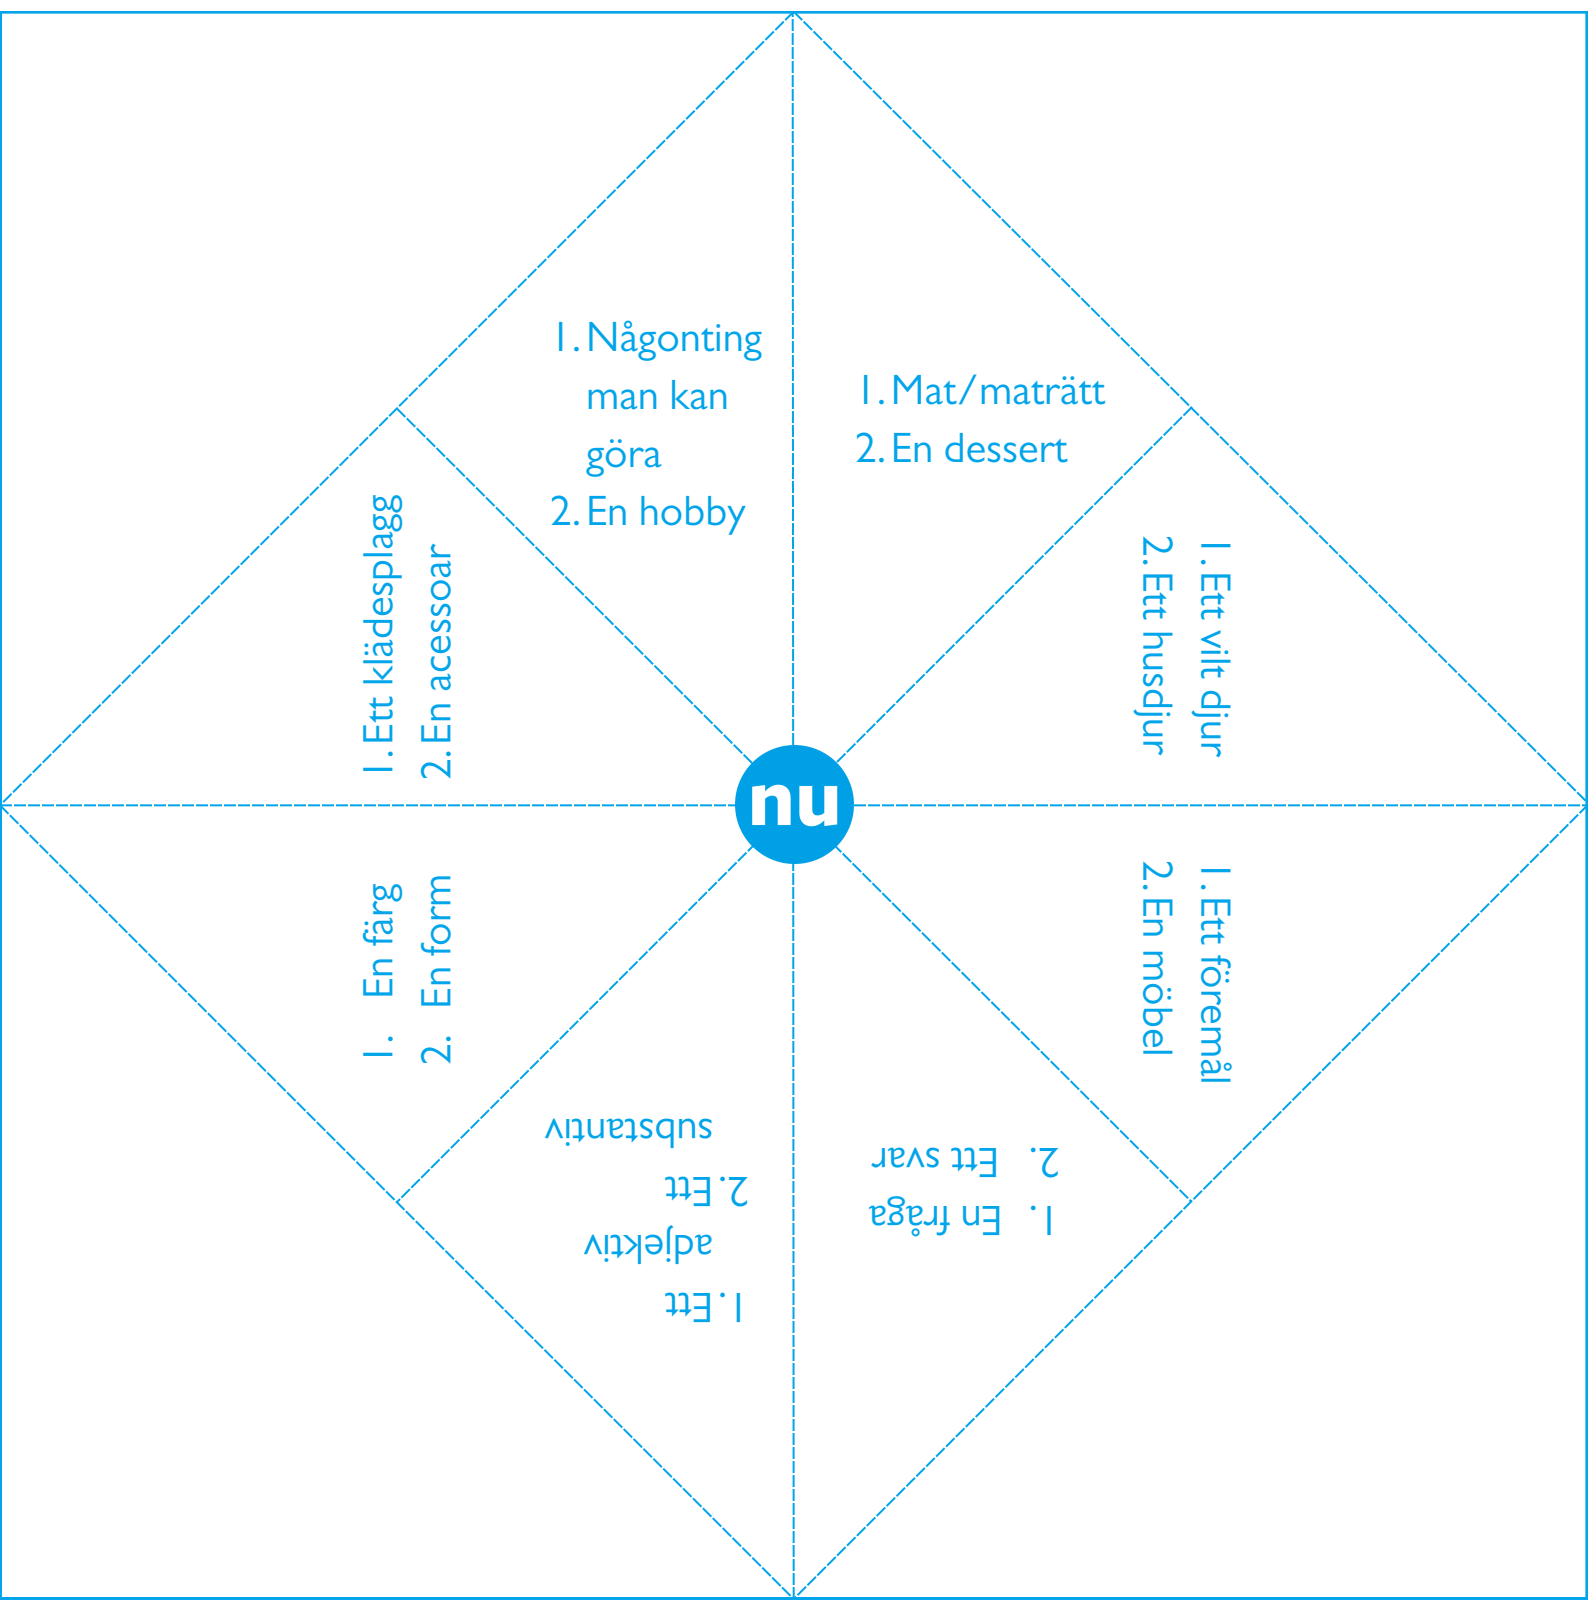 1. Någonting
man kan
göra
2. En hobby
1. Mat/maträtt
2. En dessert
1. Ett vilt djur
2. Ett husdjur
1. Ett föremål
2. En möbel
1. En fråga
2. Ett svar
1. Ett
adjektiv
2. Ett
substantiv
1. En färg
2. En form
1. Ett klädesplagg
2. En acessoar
nu